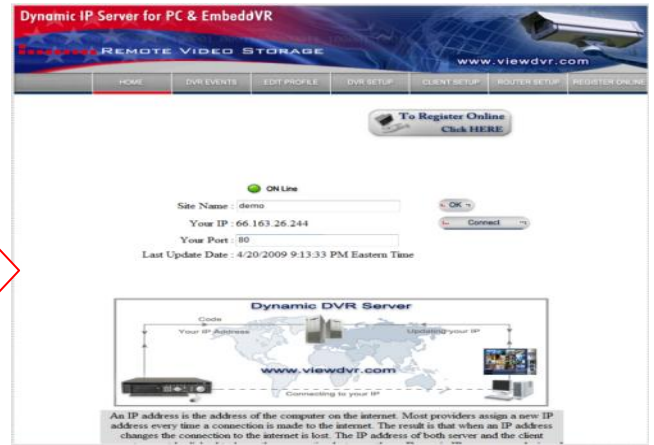 Dynamic IP Server for PC & EmbeddVR
REMOTE VIDEO STORAGE
www.viewdvr.com
HOME DVR EVENTS EDIT PROFILE DVR SETUP CLIENT SETUP ROUTER SETUP REGISTER ONLINE
To Register Online
Click HERE
ON Line
Site Name : demo OK
Your IP : 66.163.26.244 Connect
Your Port : 80
Last Update Date : 4/20/2009 9:13:33 PM Eastern Time
Dynamic DVR Server
Code
Your IP Address Updating your IP
www.viewdvr.com
Connecting to your IP
An IP address is the address of the computer on the internet. Most providers assign a new IP
address every time a connection is made to the internet. The result is that when an IP address
changes the connection to the internet is lost. The IP address of both server and the client